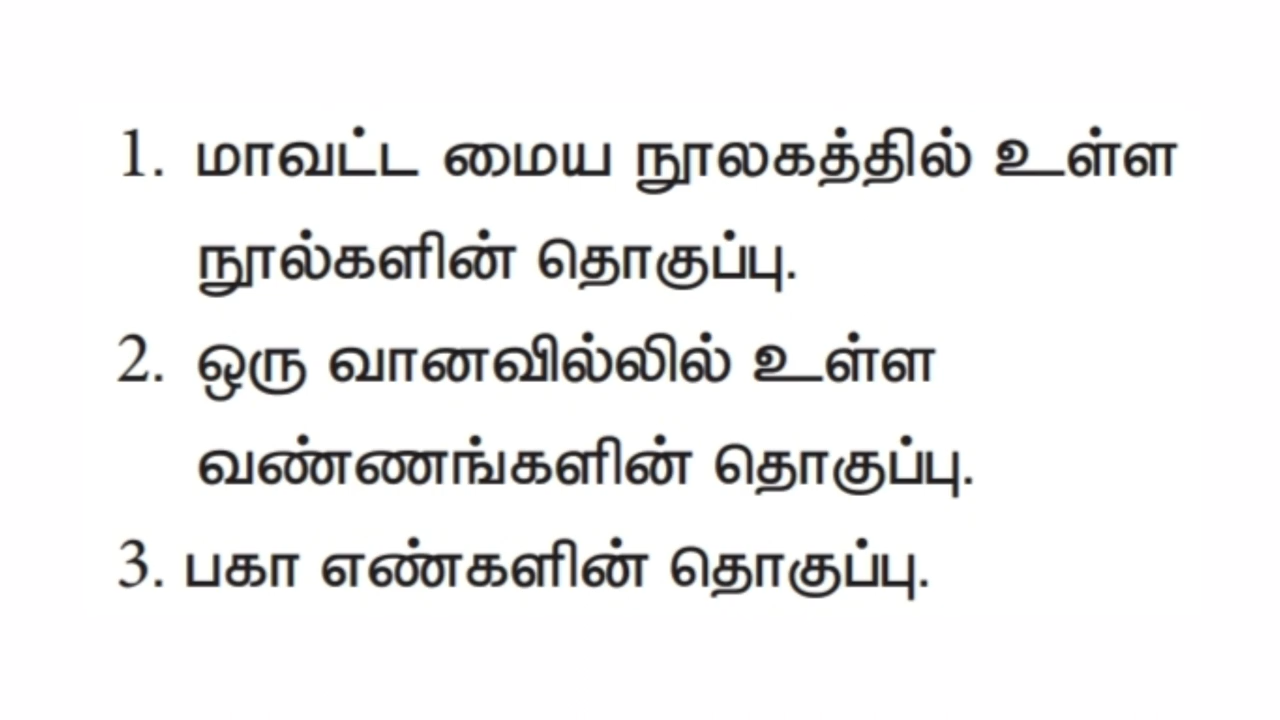 1. மாவட்ட மைய நூலகத்தில் உள்ள
நூல்களின் தொகுப்பு.
2. ஒரு வானவில்லில் உள்ள
வண்ணங்களின் தொகுப்பு.
3. பகா எண்களின் தொகுப்பு.